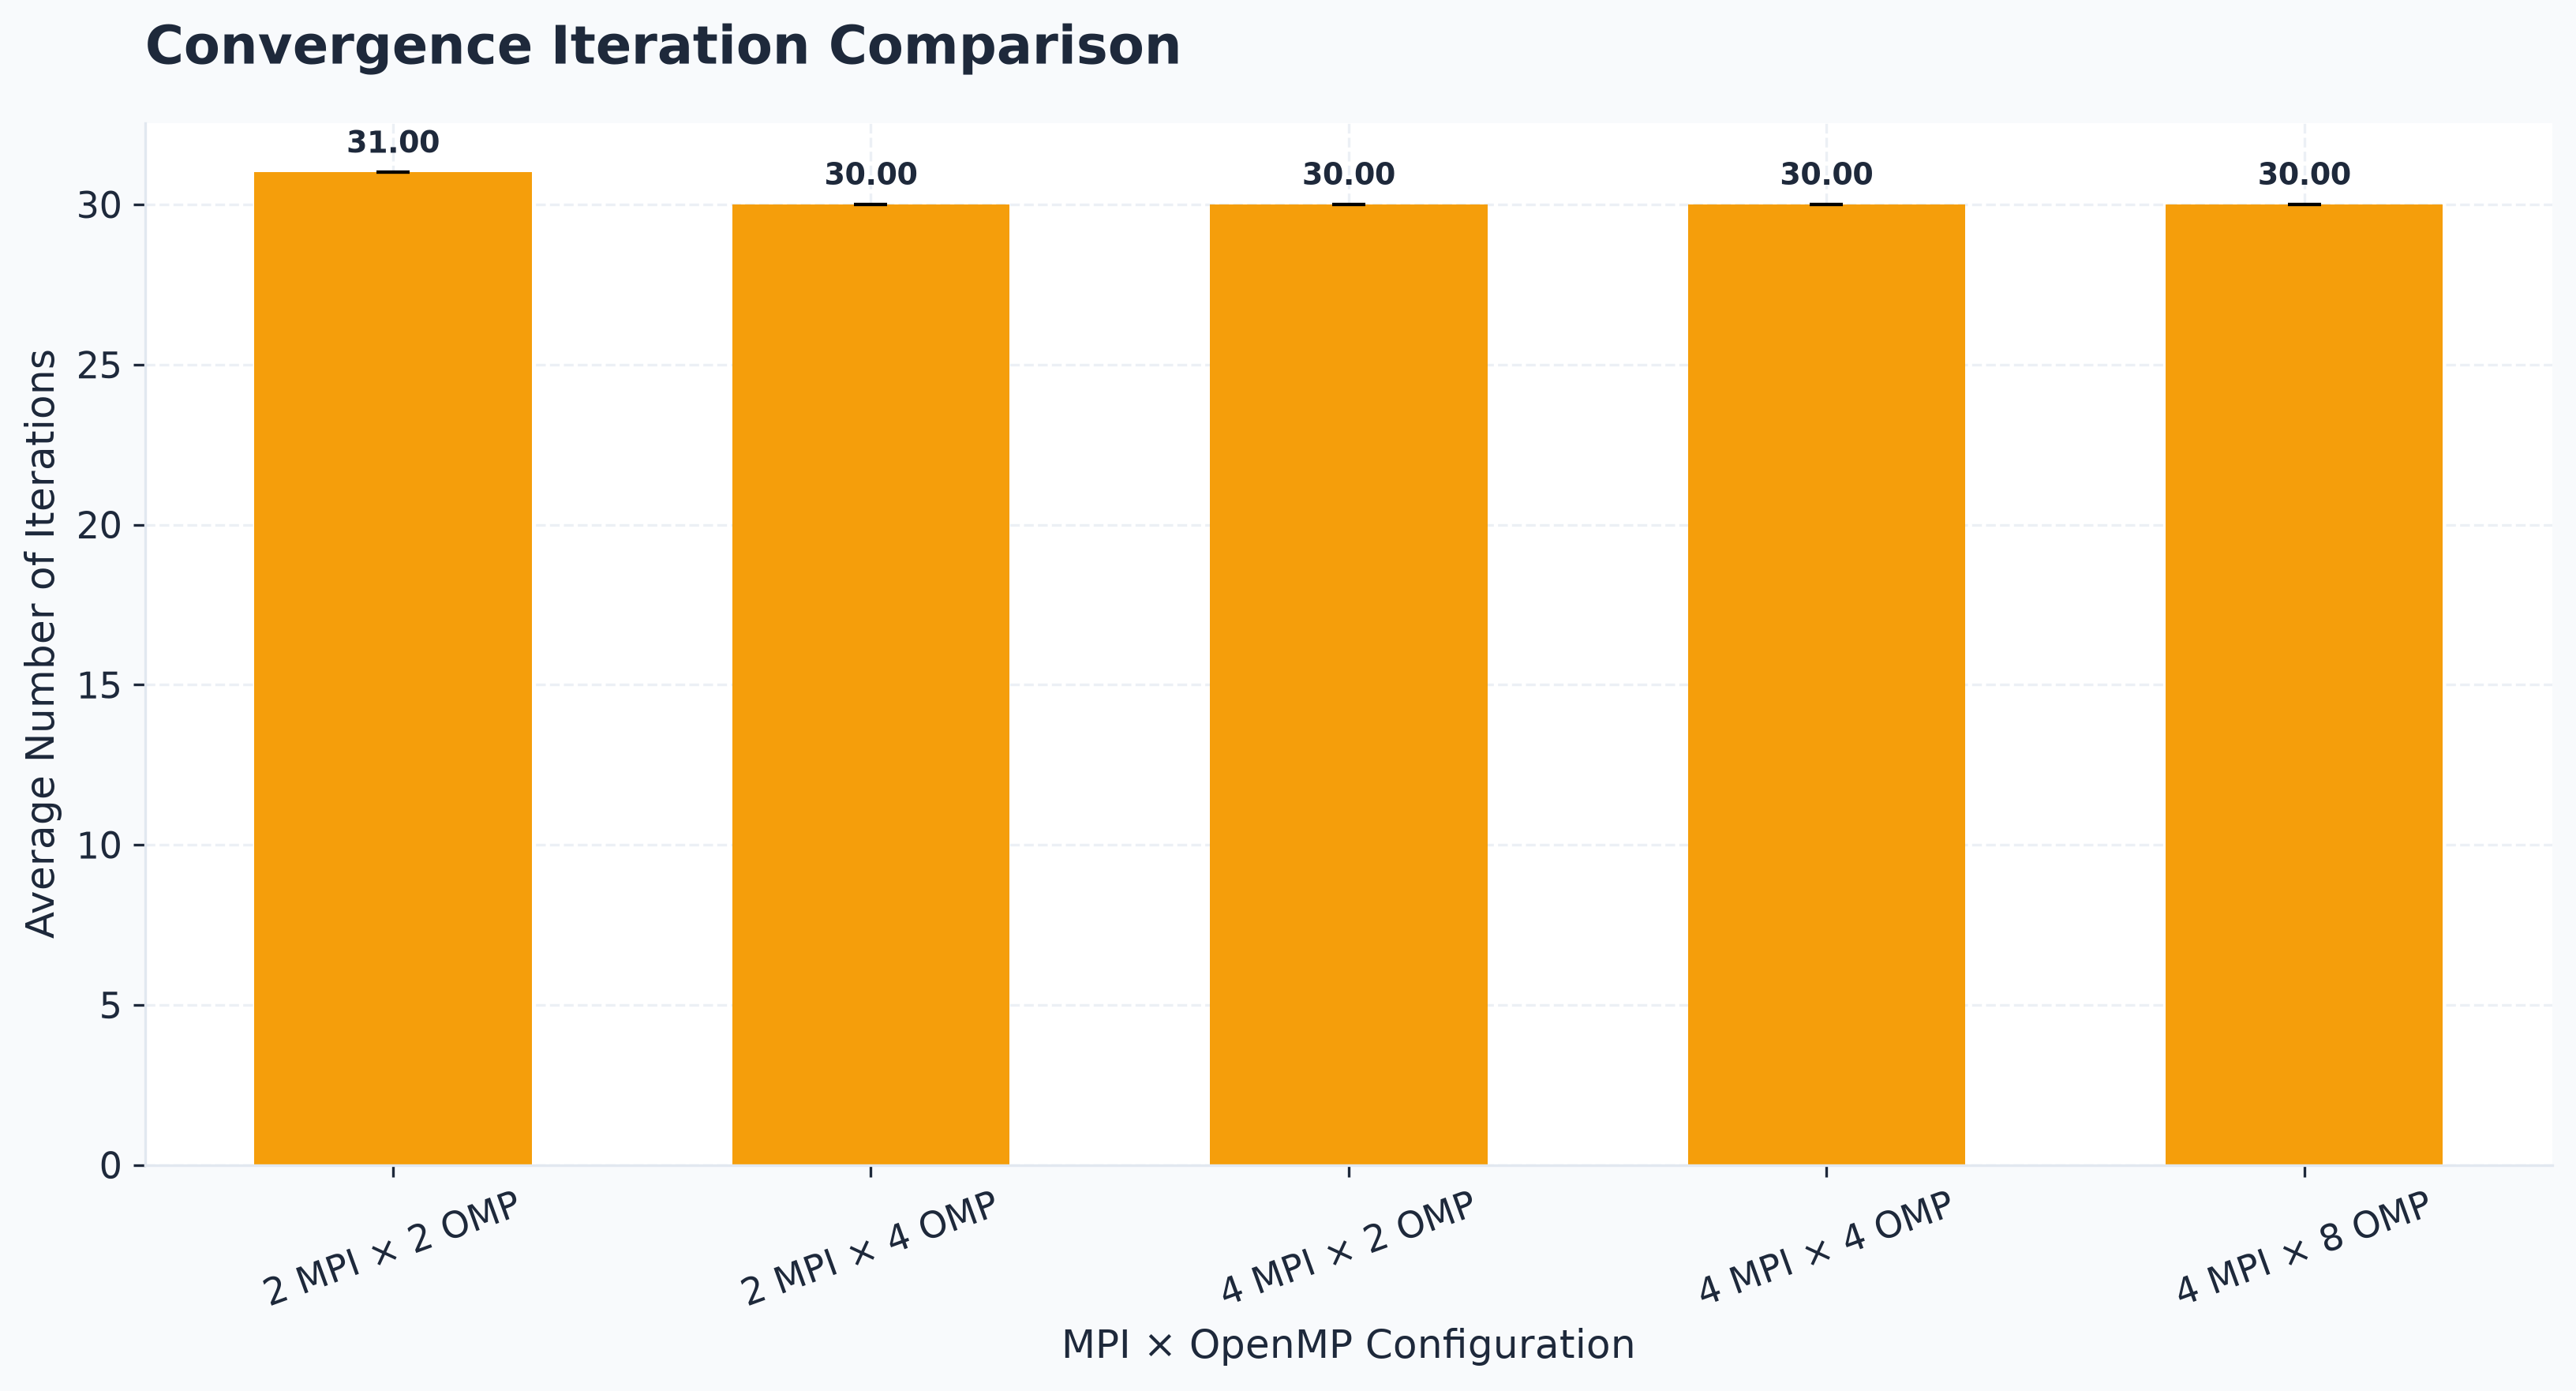 Convergence Iteration Comparison
31.00
30.00
30.00
30.00
30.00
Average Number of Iterations
30
25
20
15
10
5
0
2 MPI × 2 OMP
2 MPI × 4 OMP
4 MPI × 2 OMP
4 MPI × 4 OMP
4 MPI × 8 OMP
MPI × OpenMP Configuration